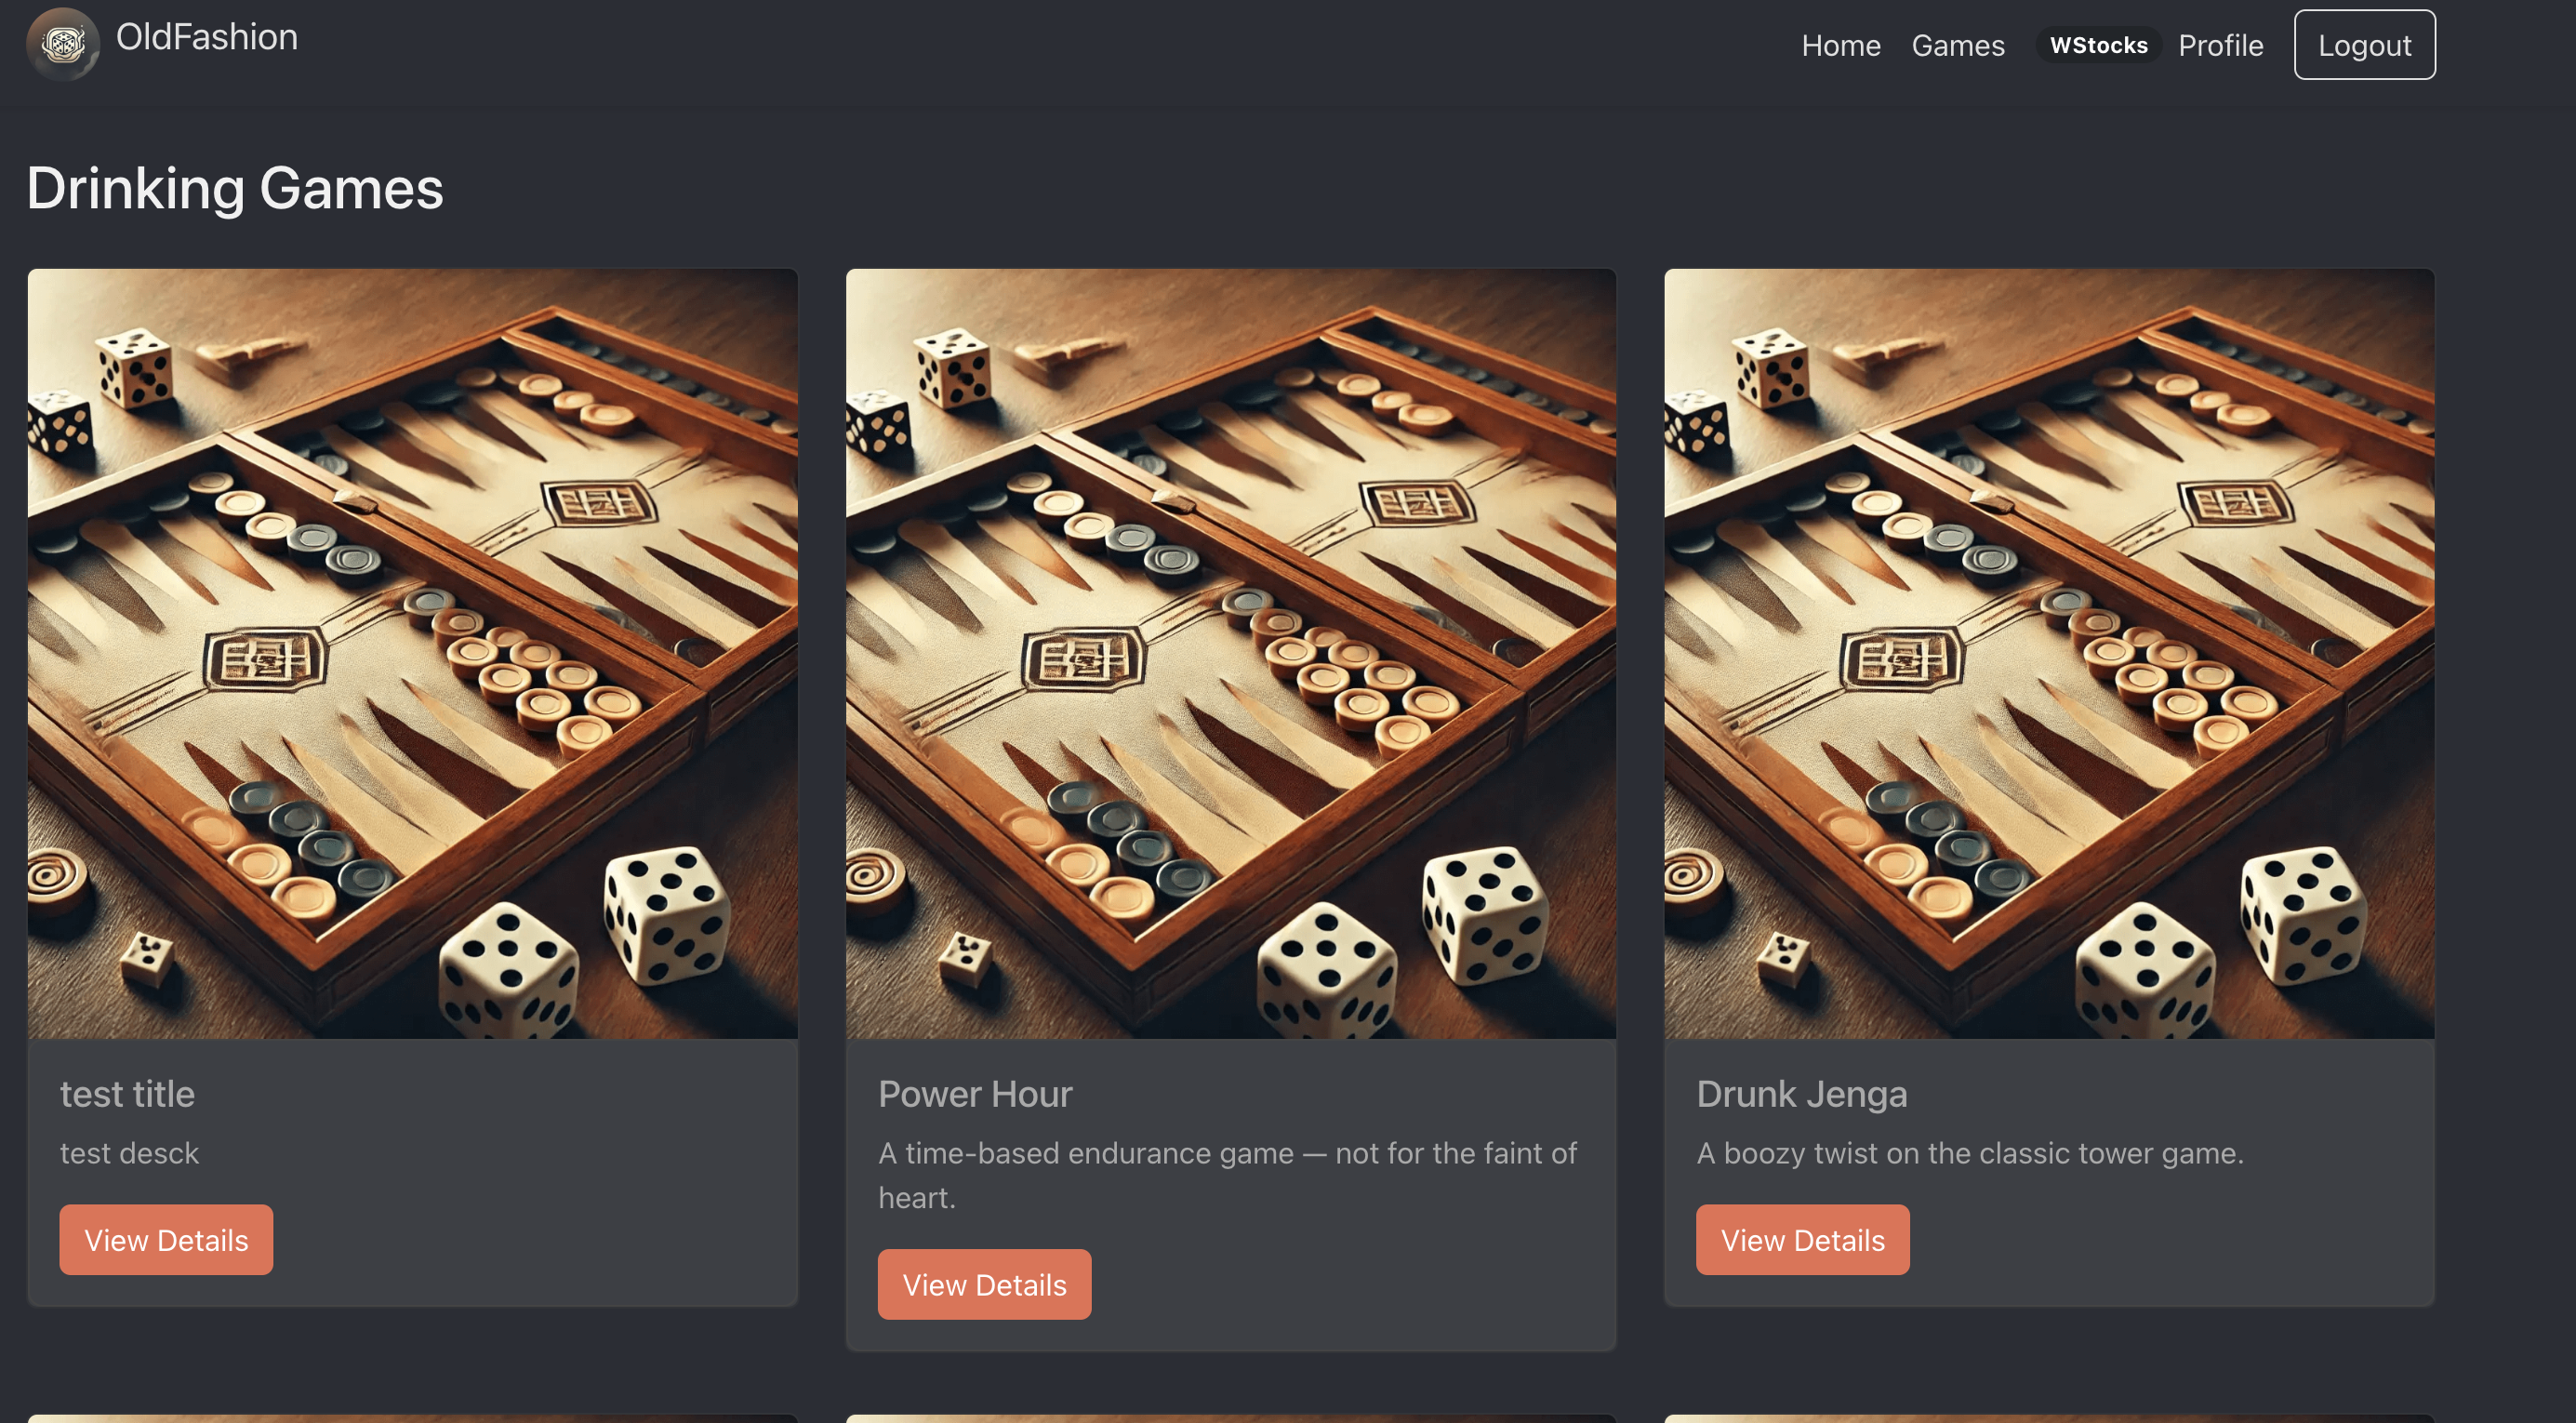 OldFashion
Home Games WStocks Profile Logout
Drinking Games
test title
test desck
View Details
Power Hour
A time-based endurance game — not for the faint of
heart.
View Details
Drunk Jenga
A boozy twist on the classic tower game.
View Details